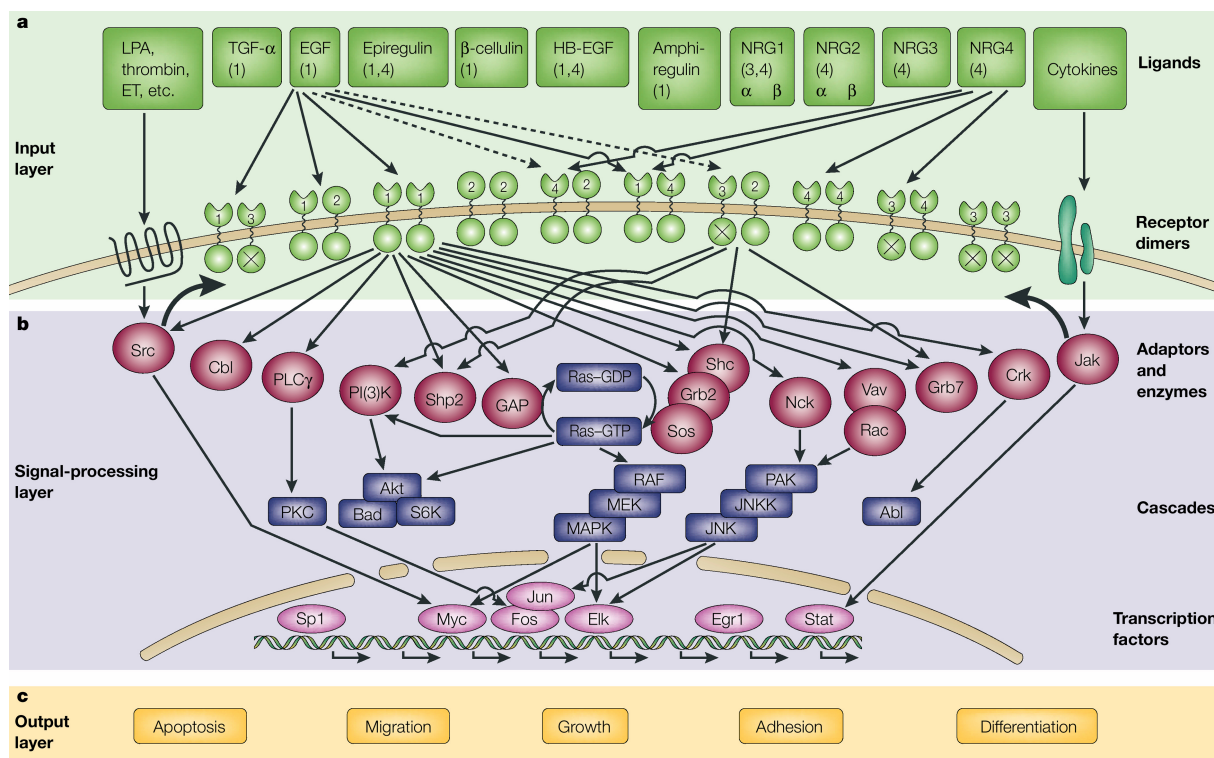 a
LPA,
thrombin,
ET, etc.
TGF-α
(1)
EGF
(1)
Epiregulin
(1,4)
β-cellulin
(1)
HB-EGF
(1,4)
Amphi-
regulin
(1)
NRG1
(3,4)
α β
NRG2
(4)
α β
NRG3
(4)
NRG4
(4)
Cytokines
Ligands
Input
layer
1 3
1 2
1 1
2 2
4 2
1 4
3 2
4 4
3 4
3 3
Receptor
dimers
b
Src
Cbl
PLCγ
PI(3)K
Shp2
GAP
Ras–GDP
Ras–GTP
Shc
Grb2
Sos
Nck
Vav
Rac
Grb7
Crk
Jak
Adaptors
and
enzymes
Signal-processing
layer
PKC
Akt
Bad
S6K
RAF
MEK
MAPK
PAK
JNKK
JNK
Abl
Cascades
Sp1
Myc
Jun
Fos
Elk
Egr1
Stat
Transcription
factors
c
Output
layer
Apoptosis
Migration
Growth
Adhesion
Differentiation